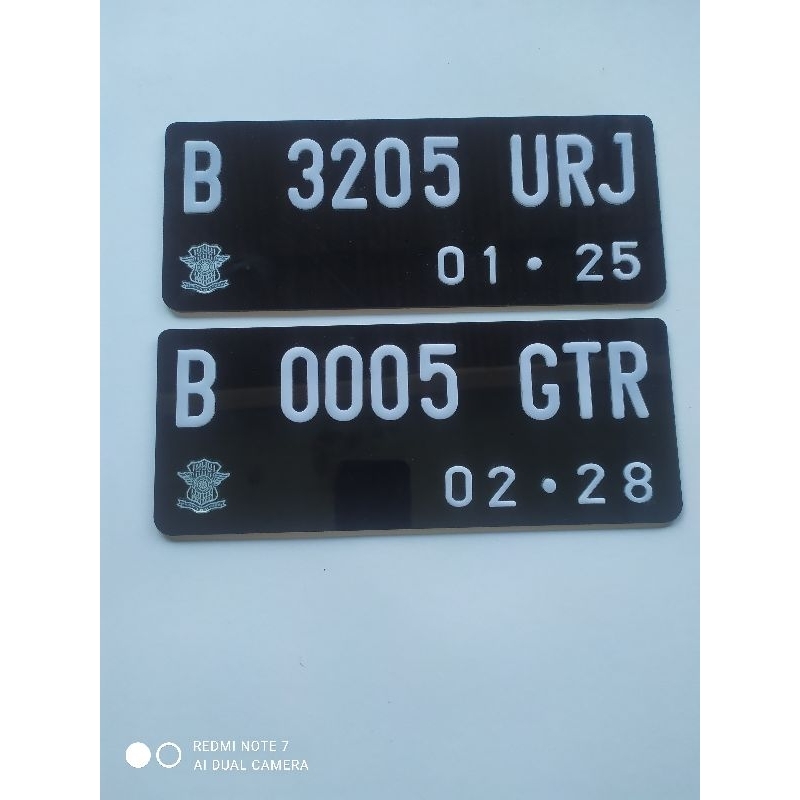 B 3205 URJ
01 • 25
B 0005 GTR
02 • 28
REDMI NOTE 7
AI DUAL CAMERA